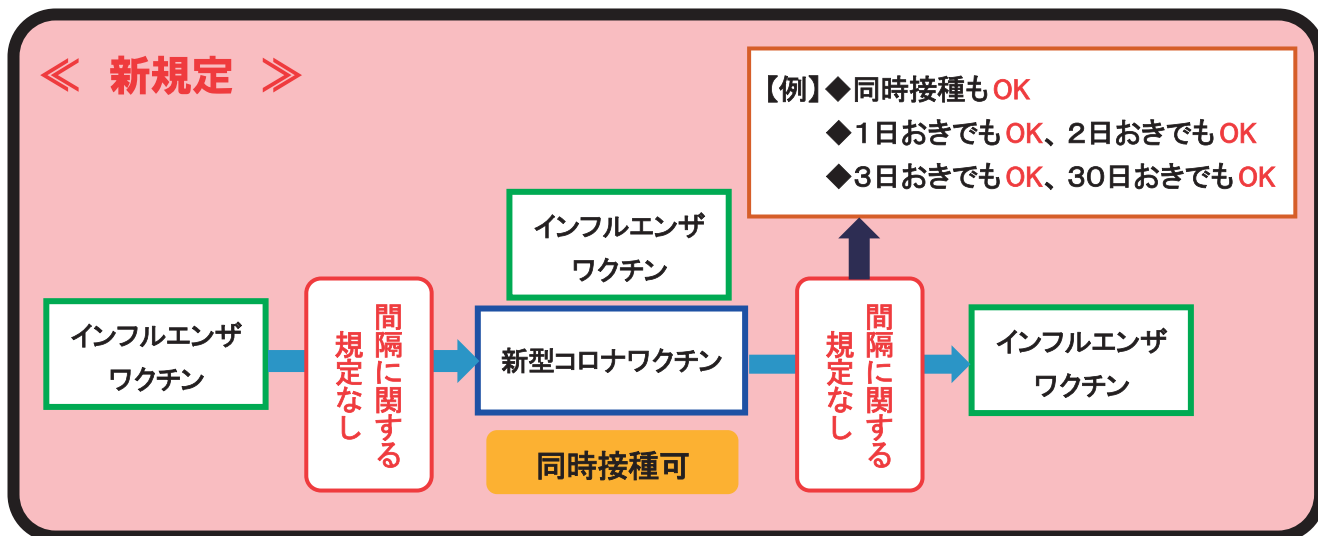 ≪ 新規定 ≫
【例】◆同時接種もOK
◆1日おきでもOK、2日おきでもOK
◆3日おきでもOK、30日おきでもOK
インフルエンザ
ワクチン
間隔に関する
規定なし
インフルエンザ
ワクチン
新型コロナワクチン
同時接種可
間隔に関する
規定なし
インフルエンザ
ワクチン